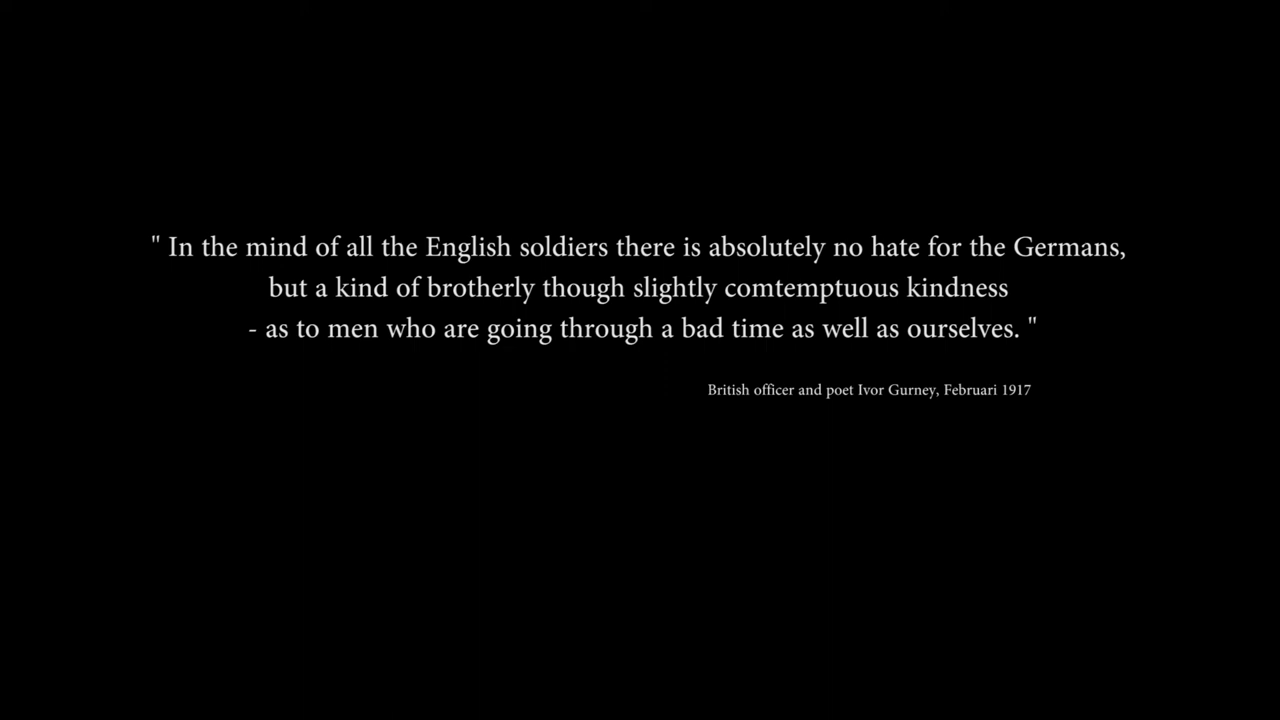 " In the mind of all the English soldiers there is absolutely no hate for the Germans,
but a kind of brotherly though slightly comtemptuous kindness
- as to men who are going through a bad time as well as ourselves. "
British officer and poet Ivor Gurney, Februari 1917